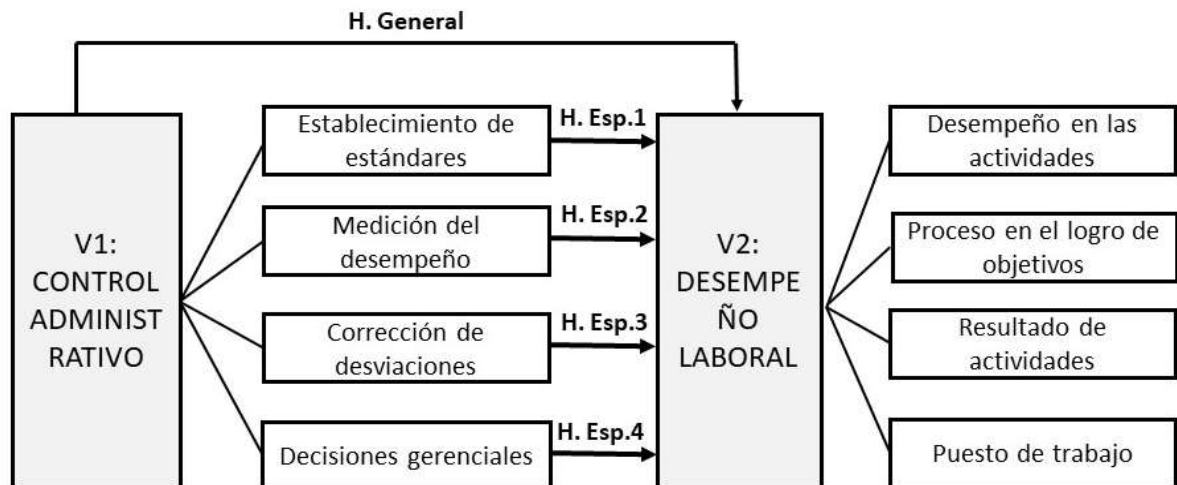 H. General
V1:
CONTROL
ADMINIST
RATIVO
Establecimiento de
estándares
Medición del
desempeño
Corrección de
desviaciones
Decisiones gerenciales
H. Esp.1
H. Esp.2
H. Esp.3
H. Esp.4
V2:
DESEMPE
ÑO
LABORAL
Desempeño en las
actividades
Proceso en el logro de
objetivos
Resultado de
actividades
Puesto de trabajo